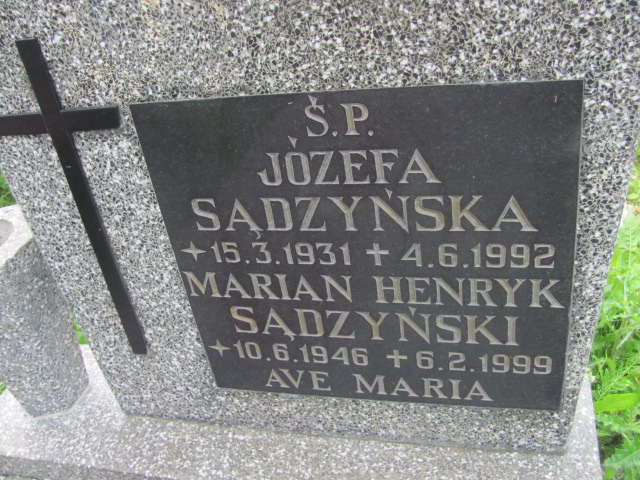 Ś.P.
JÓZEFA
SĄDZYŃSKA
15.3.1931 4.6.1992
MARIAN HENRYK
SĄDZYŃSKI
10.6.1946 6.2.1999
AVE MARIA